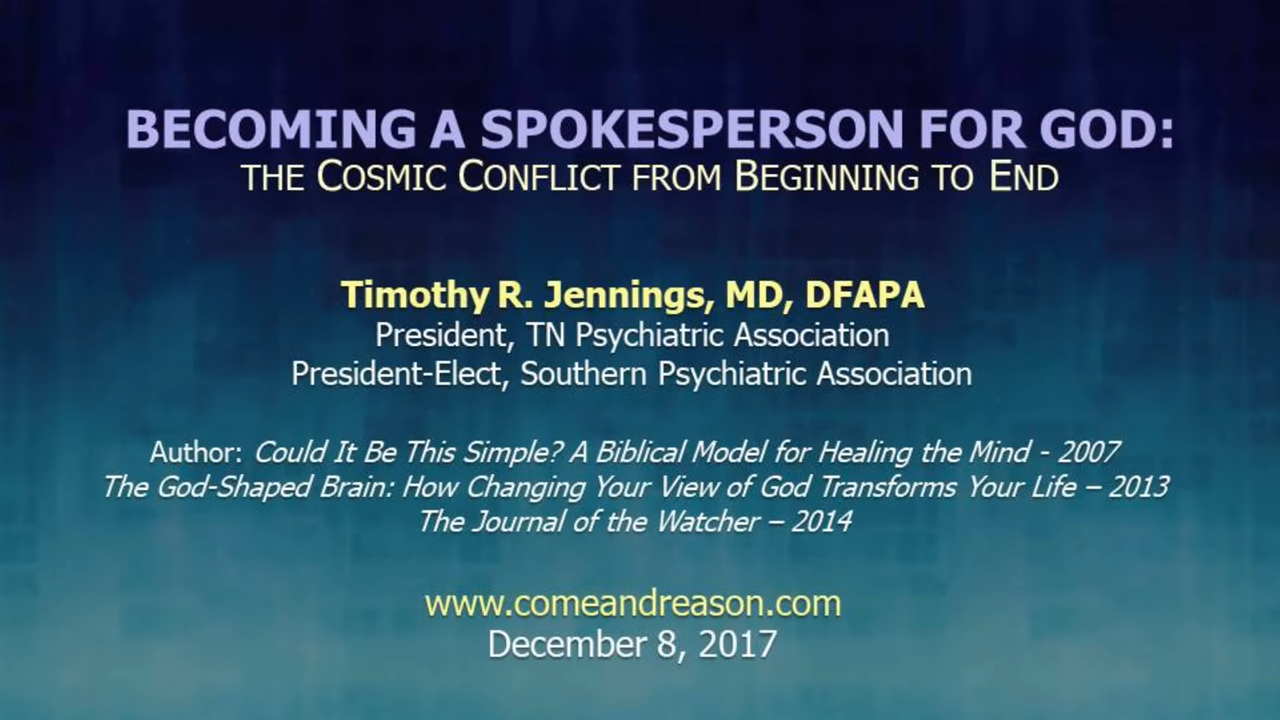 BECOMING A SPOKESPERSON FOR GOD:
THE COSMIC CONFLICT FROM BEGINNING TO END
Timothy R. Jennings, MD, DFAPA
President, TN Psychiatric Association
President-Elect, Southern Psychiatric Association
Author: Could It Be This Simple? A Biblical Model for Healing the Mind - 2007
The God-Shaped Brain: How Changing Your View of God Transforms Your Life – 2013
The Journal of the Watcher – 2014
www.comeandreason.com
December 8, 2017